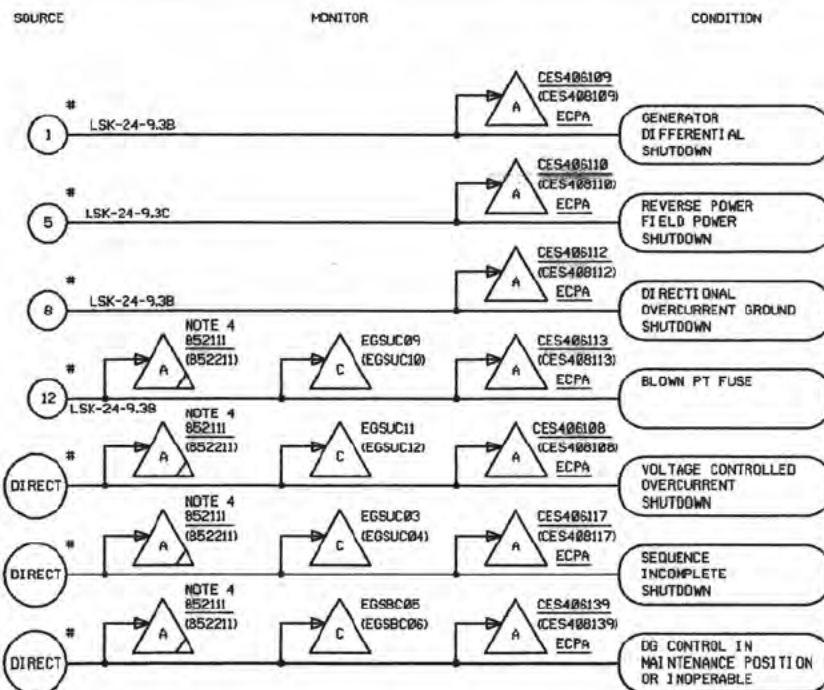 SOURCE MONITOR CONDITION
#
1
LSK-24-9.3B
A
CES406109
(CES408109)
ECPA
GENERATOR
DIFFERENTIAL
SHUTDOWN
#
5
LSK-24-9.3C
A
CES406110
(CES408110)
ECPA
REVERSE POWER
FIELD POWER
SHUTDOWN
#
8
LSK-24-9.3B
A
CES406112
(CES408112)
ECPA
DIRECTIONAL
OVERCURRENT GROUND
SHUTDOWN
#
12
LSK-24-9.3B
NOTE 4
852111
(852211)
A
EGSUC09
(EGSUC10)
C
CES406113
(CES408113)
A
ECPA
BLOWN PT FUSE
#
DIRECT
NOTE 4
852111
(852211)
A
EGSUC11
(EGSUC12)
C
CES406108
(CES408108)
A
ECPA
VOLTAGE CONTROLLED
OVERCURRENT
SHUTDOWN
#
DIRECT
NOTE 4
852111
(852211)
A
EGSUC03
(EGSUC04)
C
CES406117
(CES408117)
A
ECPA
SEQUENCE
INCOMPLETE
SHUTDOWN
#
DIRECT
NOTE 4
852111
(852211)
A
EGSBC05
(EGSBC06)
C
CES406139
(CES408139)
A
ECPA
DG CONTROL IN
MAINTENANCE POSITION
OR INOPERABLE